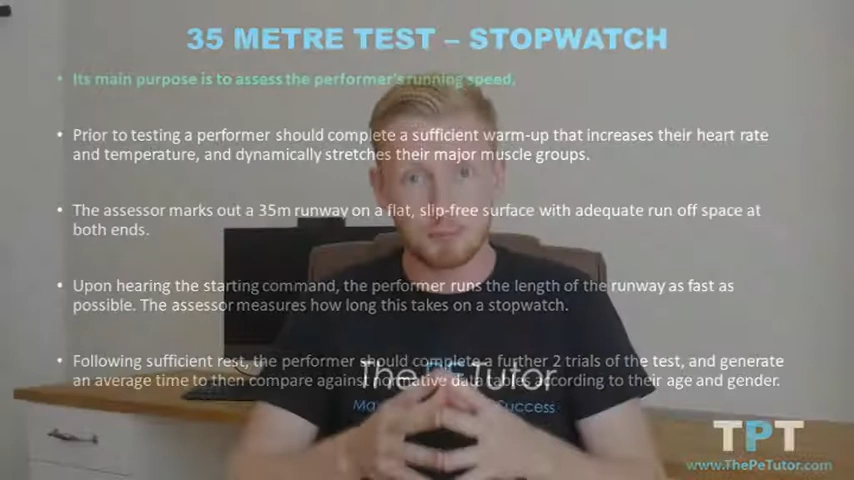 35 METRE TEST – STOPWATCH
• Its main purpose is to assess the performer's running speed.
• Prior to testing a performer should complete a sufficient warm-up that increases their heart rate
and temperature, and dynamically stretches their major muscle groups.
• The assessor marks out a 35m runway on a flat, slip-free surface with adequate run off space at
both ends.
• Upon hearing the starting command, the performer runs the length of the runway as fast as
possible. The assessor measures how long this takes on a stopwatch.
• Following sufficient rest, the performer should complete a further 2 trials of the test, and generate
an average time to then compare against normative data tables according to their age and gender.
The PE Tutor
Success
TPT
www.ThePeTutor.com